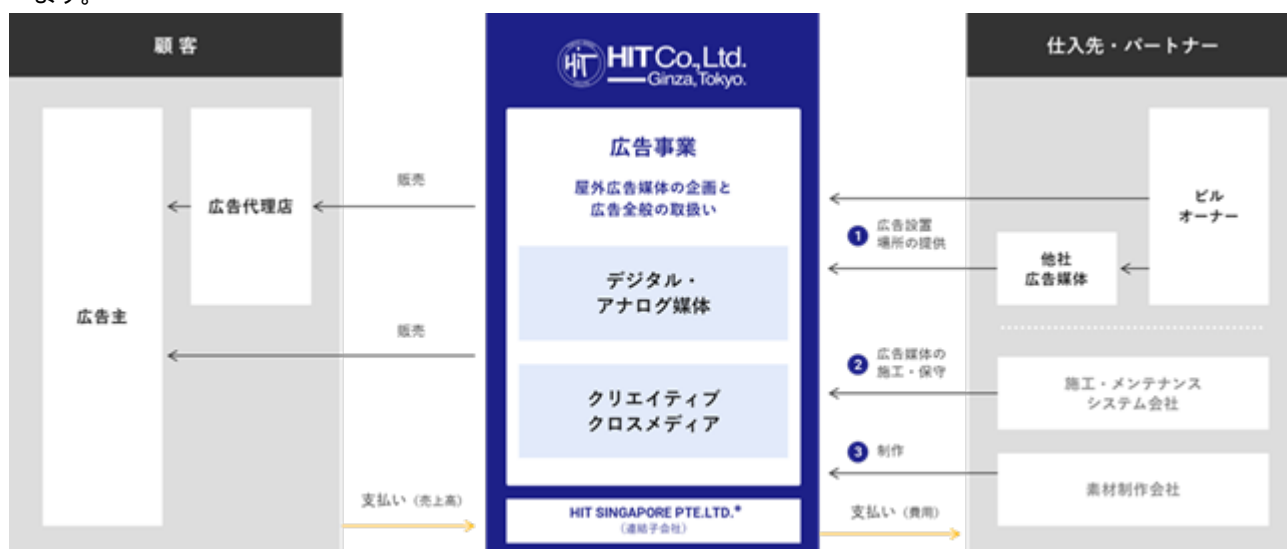 ます。
顧客
広告主
広告代理店
販売
販売
支払い（売上高）
HiT
HIT Co.,Ltd.
Ginza,Tokyo.
広告事業
屋外広告媒体の企画と
広告全般の取扱い
デジタル・
アナログ媒体
クリエイティブ
クロスメディア
HIT SINGAPORE PTE.LTD.*
（連結子会社）
1 広告設置
場所の提供
2 広告媒体の
施工・保守
3 制作
支払い（費用）
仕入先・パートナー
ビル
オーナー
他社
広告媒体
施工・メンテナンス
システム会社
素材制作会社